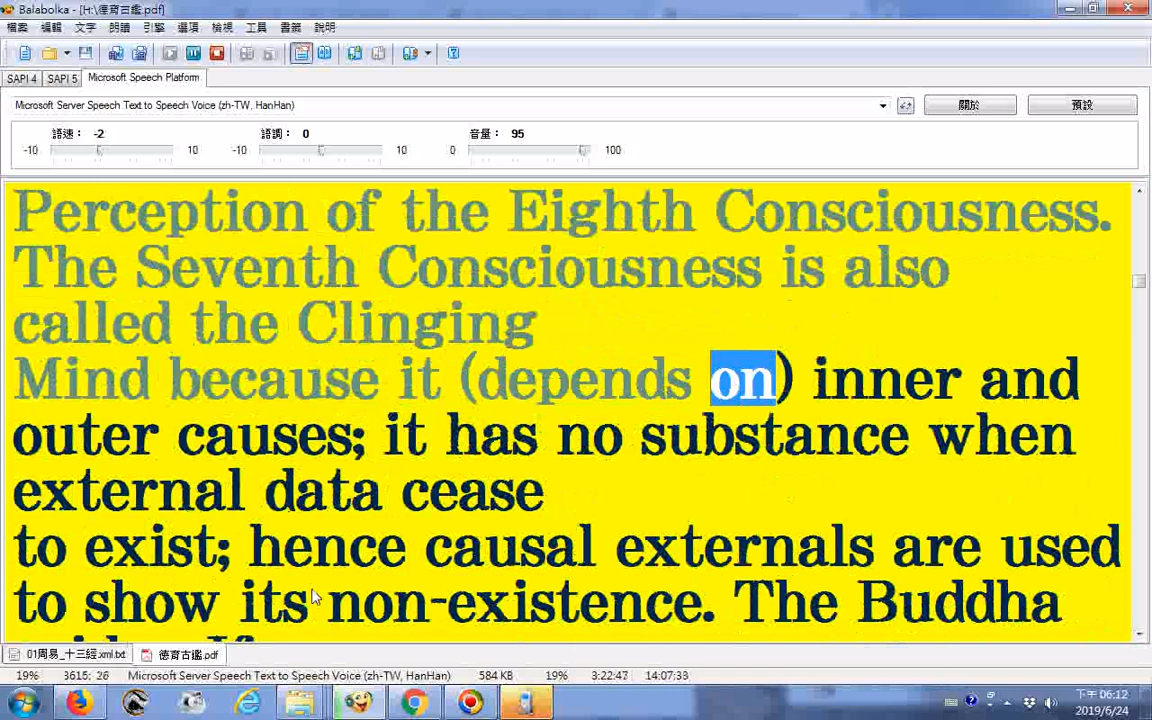 Balabolka - [H:\德育古鑑.pdf]
檔案 編輯 文字 朗讀 引擎 選項 檢視 工具 書籤 說明
SAPI 4 SAPI 5 Microsoft Speech Platform
Microsoft Server Speech Text to Speech Voice (zh-TW, HanHan) 關於 預設
語速： -2 語調： 0 音量： 95
-10 10 -10 10 0 100
Perception of the Eighth Consciousness.
The Seventh Consciousness is also
called the Clinging
Mind because it (depends on) inner and
outer causes; it has no substance when
external data cease
to exist; hence causal externals are used
to show its non-existence. The Buddha
01周易_十三經.xml.txt 德育古鑑.pdf
19% 3615: 26 Microsoft Server Speech Text to Speech Voice (zh-TW, HanHan) 584 KB 19% 3:22:47 14:07:33
下午 06:12
2019/6/24